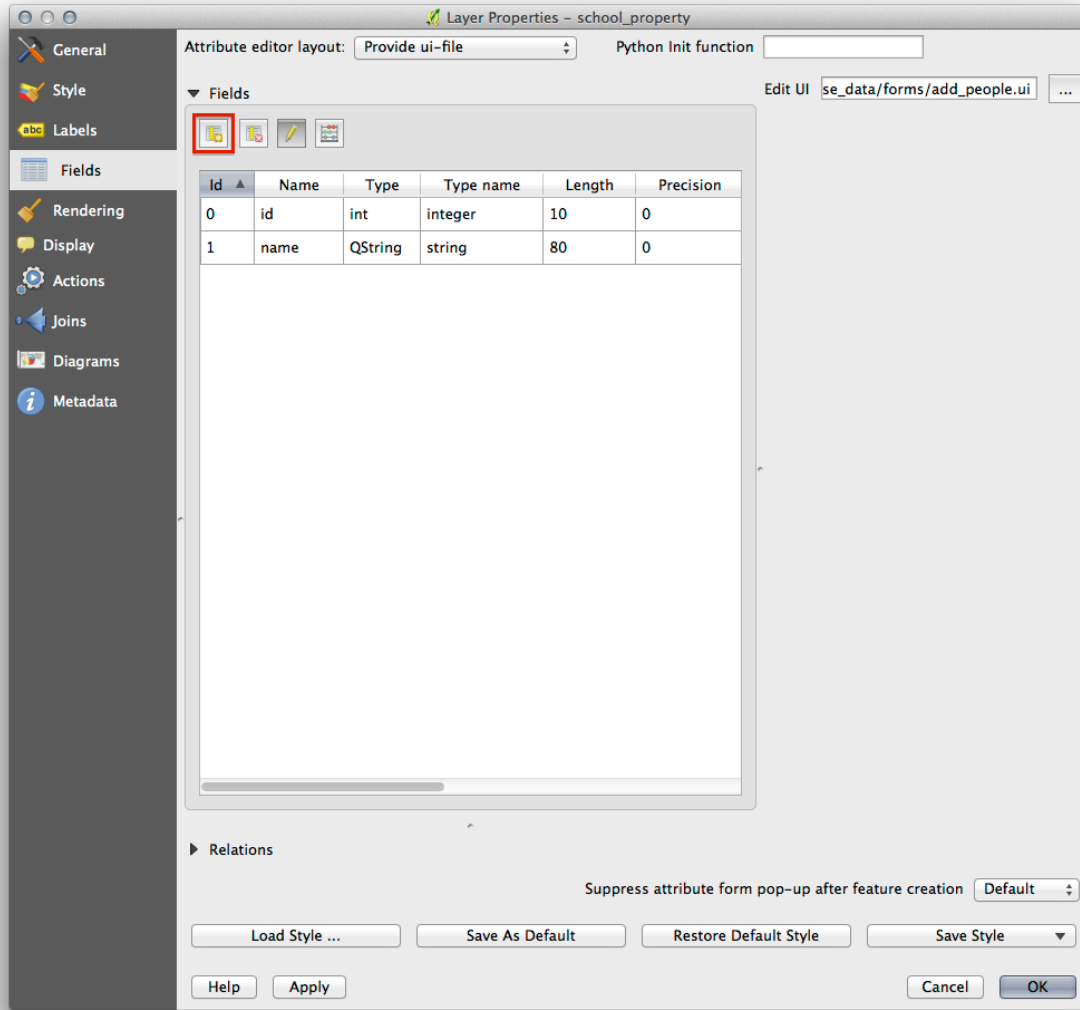 Layer Properties – school_property
General
Style
abc Labels
Fields
Rendering
Display
Actions
Joins
Diagrams
Metadata
Attribute editor layout: Provide ui-file Python Init function
Fields
Edit UI se_data/forms/add_people.ui ...
Id Name Type Type name Length Precision
0 id int integer 10 0
1 name QString string 80 0
Relations
Suppress attribute form pop-up after feature creation Default
Load Style ... Save As Default Restore Default Style Save Style
Help Apply Cancel OK